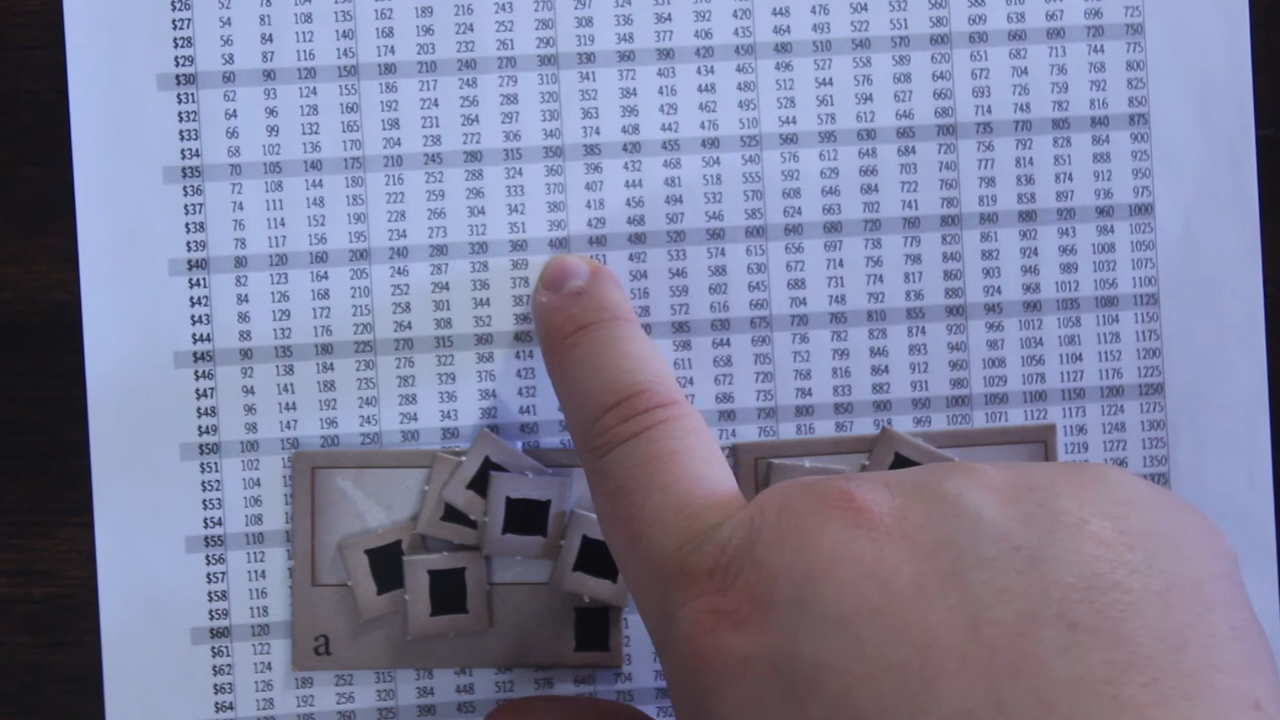 $26 52 78 104
$27 54 81 108 135 162 189 216 243 270 297 324
$28 56 84 112 140 168 196 224 252 280 308 336 364 392 420 448 476 504 532 560 588
$29 58 87 116 145 174 203 232 261 290 319 348 377 406 435 464 493 522 551 580 609 638 667 696 725
$30 60 90 120 150 180 210 240 270 300 330 360 390 420 450 480 510 540 570 600 630 660 690 720 750
$31 62 93 124 155 186 217 248 279 310 341 372 403 434 465 496 527 558 589 620 651 682 713 744 775
$32 64 96 128 160 192 224 256 288 320 352 384 416 448 480 512 544 576 608 640 672 704 736 768 800
$33 66 99 132 165 198 231 264 297 330 363 396 429 462 495 528 561 594 627 660 693 726 759 792 825
$34 68 102 136 170 204 238 272 306 340 374 408 442 476 510 544 578 612 646 680 714 748 782 816 850
$35 70 105 140 175 210 245 280 315 350 385 420 455 490 525 560 595 630 665 700 735 770 805 840 875
$36 72 108 144 180 216 252 288 324 360 396 432 468 504 540 576 612 648 684 720 756 792 828 864 900
$37 74 111 148 185 222 259 296 333 370 407 444 481 518 555 592 629 666 703 740 777 814 851 888 925
$38 76 114 152 190 228 266 304 342 380 418 456 494 532 570 608 646 684 722 760 798 836 874 912 950
$39 78 117 156 195 234 273 312 351 390 429 468 507 546 585 624 663 702 741 780 819 858 897 936 975
$40 80 120 160 200 240 280 320 360 400 440 480 520 560 600 640 680 720 760 800 840 880 920 960 1000
$41 82 123 164 205 246 287 328 369 492 533 574 615 656 697 738 779 820 861 902 943 984 1025
$42 84 126 168 210 252 294 336 378 504 546 588 630 672 714 756 798 840 882 924 966 1008 1050
$43 86 129 172 215 258 301 344 387 516 559 602 645 688 731 774 817 860 903 946 989 1032 1075
$44 88 132 176 220 264 308 352 396 572 616 660 704 748 792 836 880 924 968 1012 1056 1100
$45 90 135 180 225 270 315 360 405 585 630 675 720 765 810 855 900 945 990 1035 1080 1125
$46 92 138 184 230 276 322 368 414 598 644 690 736 782 828 874 920 966 1012 1058 1104 1150
$47 94 141 188 235 282 329 376 423 611 658 705 752 799 846 893 940 987 1034 1081 1128 1175
$48 96 144 192 240 288 336 384 432 672 720 768 816 864 912 960 1008 1056 1104 1152 1200
$49 98 147 196 245 294 343 392 441 686 735 784 833 882 931 980 1029 1078 1127 1176 1225
$50 100 150 200 250 300 350 450 700 750 800 850 900 950 1000 1050 1100 1150 1200 1250
$51 102 714 765 816 867 918 969 1020 1071 1122 1173 1224 1275
$52 104 1196 1248 1300
$53 106 1219 1272 1325
$54 108 1350
$55 110
$56 112
$57 114
$58 116
$59 118
$60 120
$61 122
$62 124
$63 126 189 252 315 378
$64 128 192 256 320 384 448 512 576 640 704
260 325 390 455 715
a